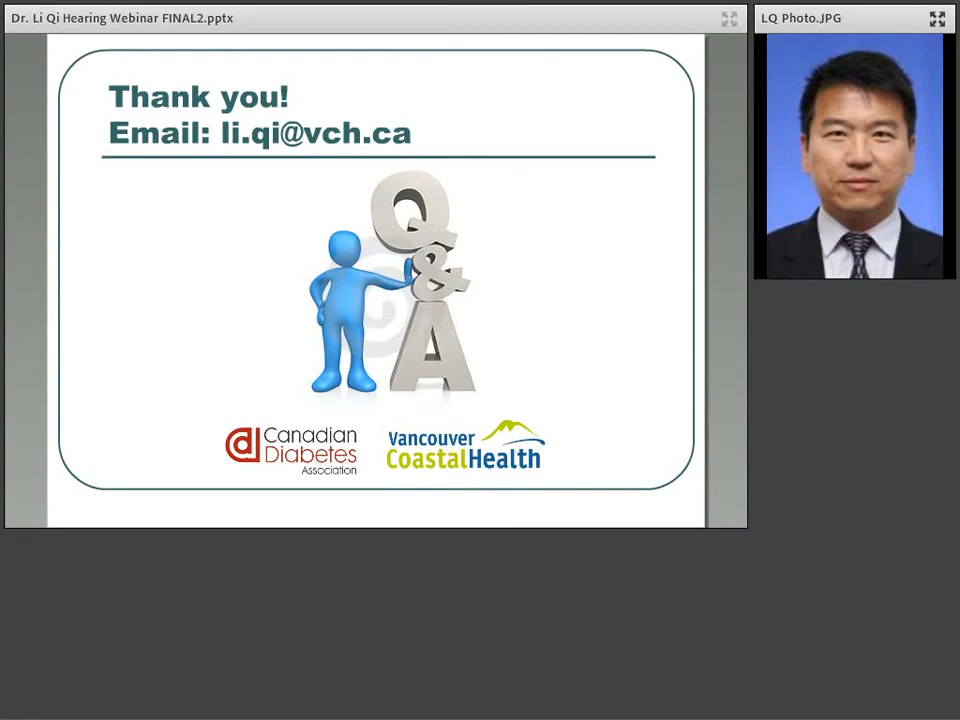 Dr. Li Qi Hearing Webinar FINAL2.pptx
LQ Photo.JPG
Thank you!
Email: li.qi@vch.ca
Q
&
A
Canadian
Diabetes
Association
Vancouver
CoastalHealth